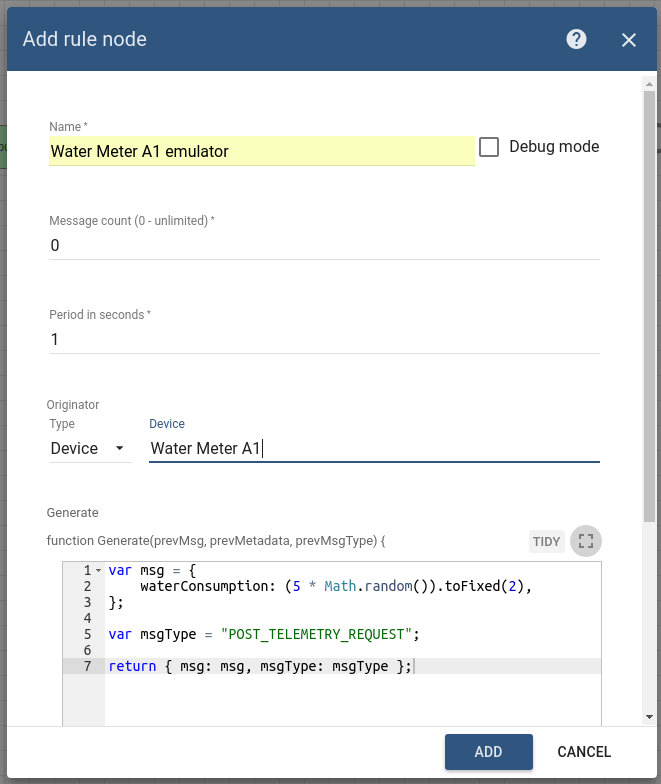 Add rule node
Name *
Water Meter A1 emulator
Debug mode
Message count (0 - unlimited) *
0
Period in seconds *
1
Originator
Type
Device
Device
Water Meter A1
Generate
function Generate(prevMsg, prevMetadata, prevMsgType) {
TIDY
1 var msg = {
2     waterConsumption: (5 * Math.random()).toFixed(2),
3 };
4
5 var msgType = "POST_TELEMETRY_REQUEST";
6
7 return { msg: msg, msgType: msgType };
ADD
CANCEL